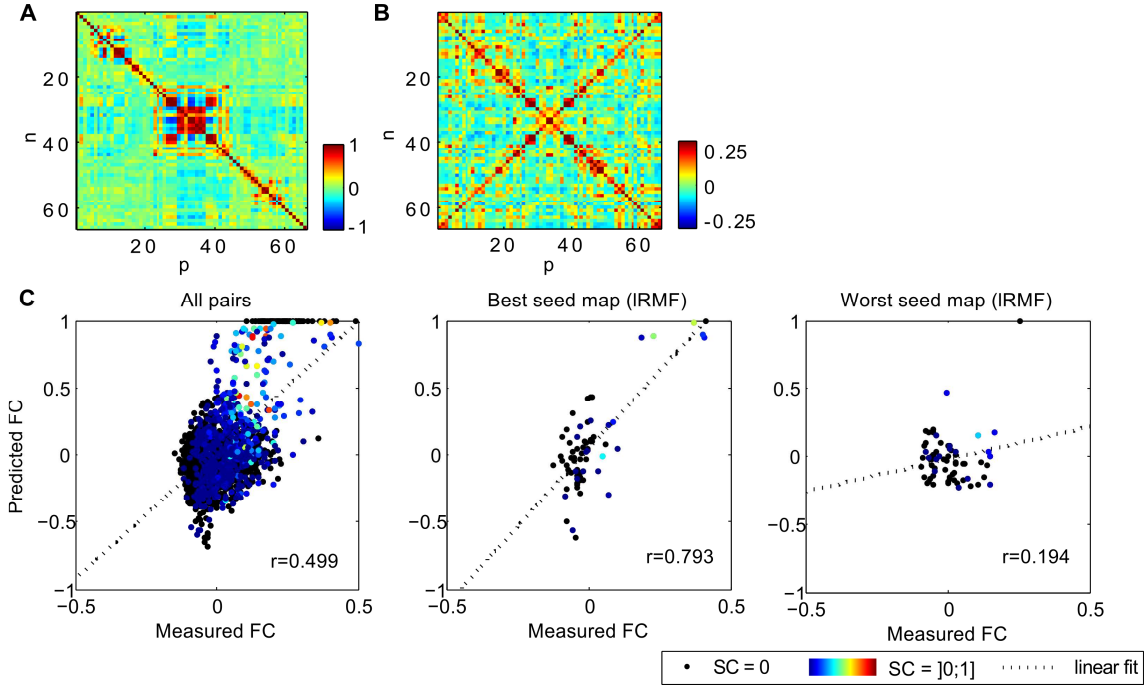 A
B
n
20
40
60
20 40 60
p
1
0
-1
n
20
40
60
20 40 60
p
0.25
0
-0.25
C
All pairs
Best seed map (IRMF)
Worst seed map (IRMF)
Predicted FC
1
0.5
0
−0.5
−1
−0.5 0 0.5
Measured FC
r=0.499
1
0.5
0
−0.5
−1
−0.5 0 0.5
Measured FC
r=0.793
1
0.5
0
−0.5
−1
−0.5 0 0.5
Measured FC
r=0.194
SC = 0 SC = ]0;1] linear fit